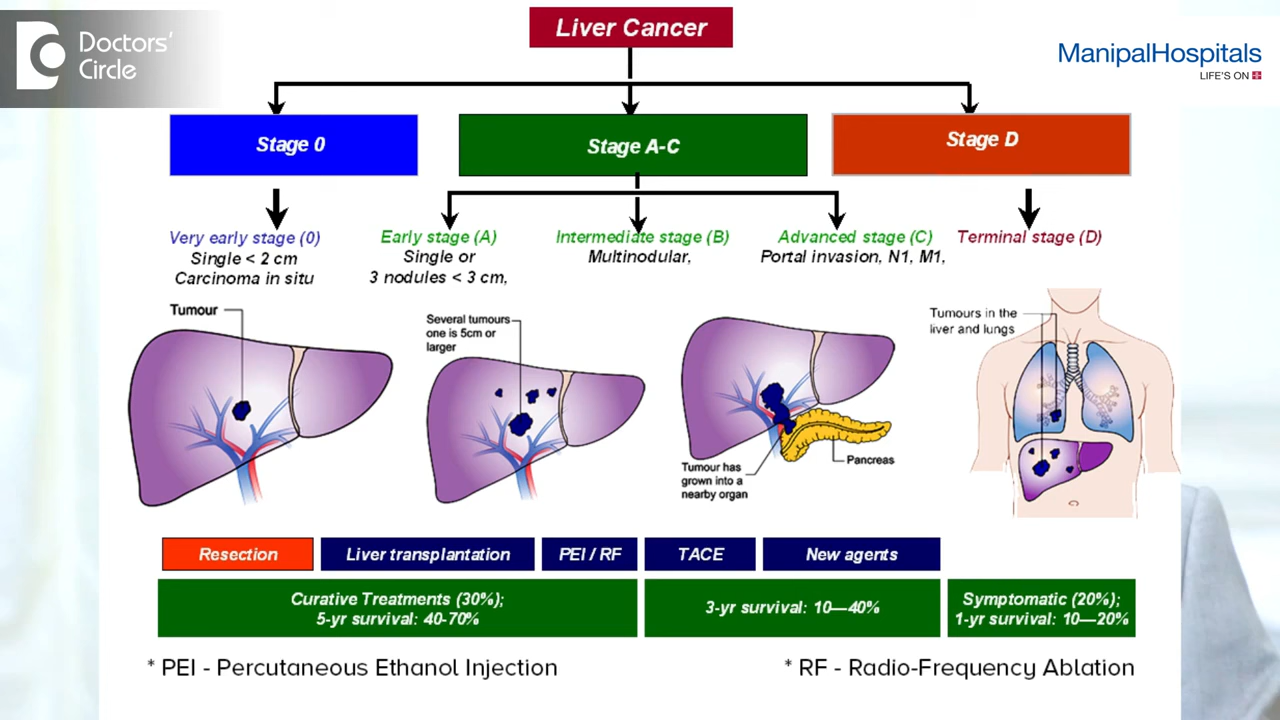 Doctors'
Circle
Liver Cancer
ManipalHospitals
LIFE'S ON
Stage 0
Stage A-C
Stage D
Very early stage (0)
Single < 2 cm
Carcinoma in situ
Early stage (A)
Single or
3 nodules < 3 cm,
Intermediate stage (B)
Multinodular,
Advanced stage (C)
Portal invasion, N1, M1,
Terminal stage (D)
Tumour
Several tumours
one is 5cm or
larger
Tumour has
grown into a
nearby organ
Pancreas
Tumours in the
liver and lungs
Resection
Liver transplantation
PEI / RF
TACE
New agents
Curative Treatments (30%);
5-yr survival: 40-70%
3-yr survival: 10—40%
Symptomatic (20%);
1-yr survival: 10—20%
* PEI - Percutaneous Ethanol Injection
* RF - Radio-Frequency Ablation